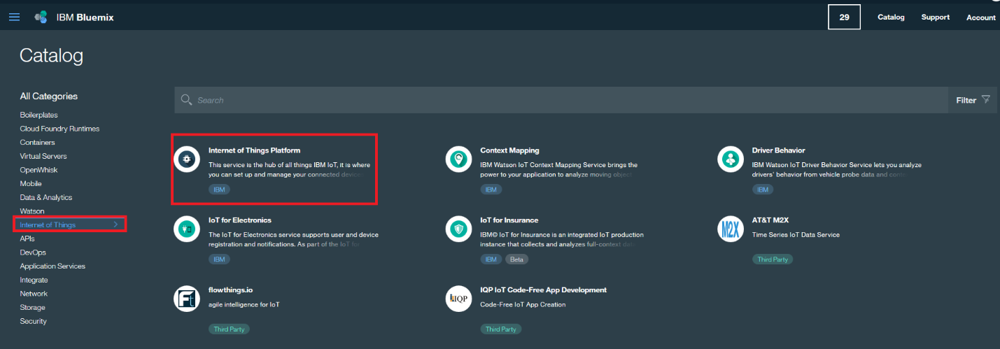 IBM Bluemix
29
Catalog
Support
Account
Catalog
All Categories
Boilerplates
Cloud Foundry Runtimes
Containers
Virtual Servers
OpenWhisk
Mobile
Data & Analytics
Watson
Internet of Things
APIs
DevOps
Application Services
Integrate
Network
Storage
Security
Search
Filter
Internet of Things Platform
This service is the hub of all things IBM IoT, it is where
you can set up and manage your connected device
IBM
Context Mapping
IBM Watson IoT Context Mapping Service brings the
power to your application to analyze moving object
IBM
Driver Behavior
IBM Watson IoT Driver Behavior Service lets you analyze
drivers' behavior from vehicle probe data and con
IBM
IoT for Electronics
The IoT for Electronics service supports user and device
registration and notifications. As part of the IoT for
IBM
IoT for Insurance
IBM© IoT for Insurance is an integrated IoT production
instance that collects and analyzes full-context dat
IBM
Beta
M2X
AT&T M2X
Time Series IoT Data Service
Third Party
Ft
flowthings.io
agile intelligence for IoT
Third Party
IQP
IQP IoT Code-Free App Development
Code-Free IoT App Creation
Third Party